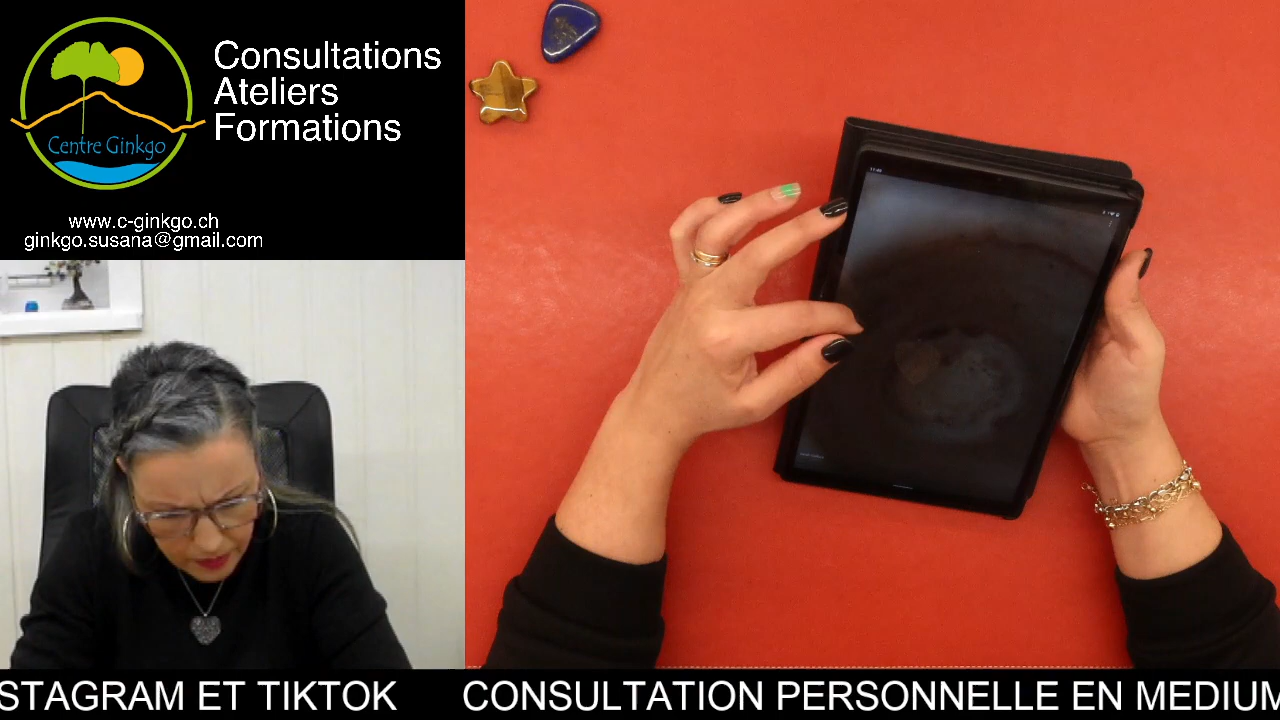 Consultations
Ateliers
Formations
Centre Ginkgo
www.c-ginkgo.ch
ginkgo.susana@gmail.com
STAGRAM ET TIKTOK CONSULTATION PERSONNELLE EN MEDIUM